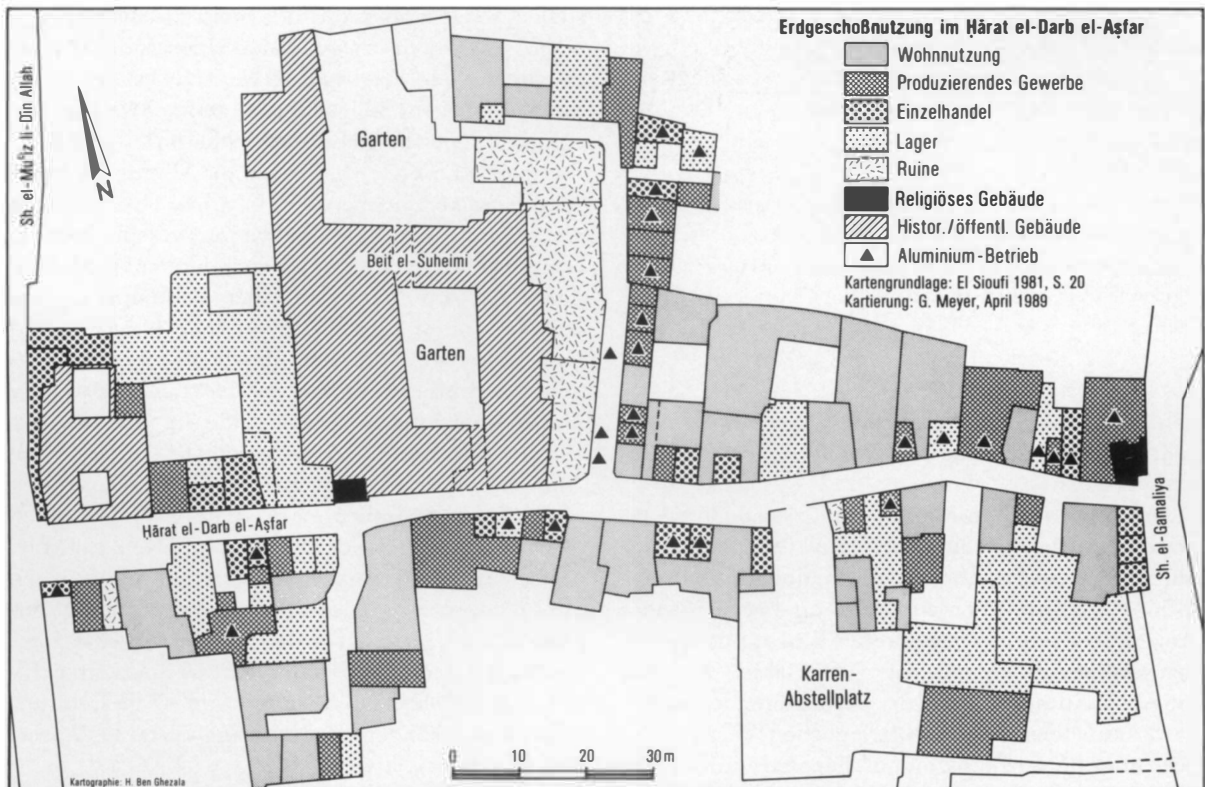 Erdgeschoßnutzung im Ḥārat el-Darb el-Aṣfar
Wohnnutzung
Produzierendes Gewerbe
Einzelhandel
Lager
Ruine
Religiöses Gebäude
Histor./öffentl. Gebäude
Aluminium-Betrieb
Kartengrundlage: El Sioufi 1981, S. 20
Kartierung: G. Meyer, April 1989
Sh. el-Muᶜiz li-Din Allah
N
Garten
Beit el-Suheimi
Garten
Ḥārat el-Darb el-Aṣfar
Sh. el-Gamaliya
Karren-
Abstellplatz
0 10 20 30 m
Kartographie: H. Ben Ghezala